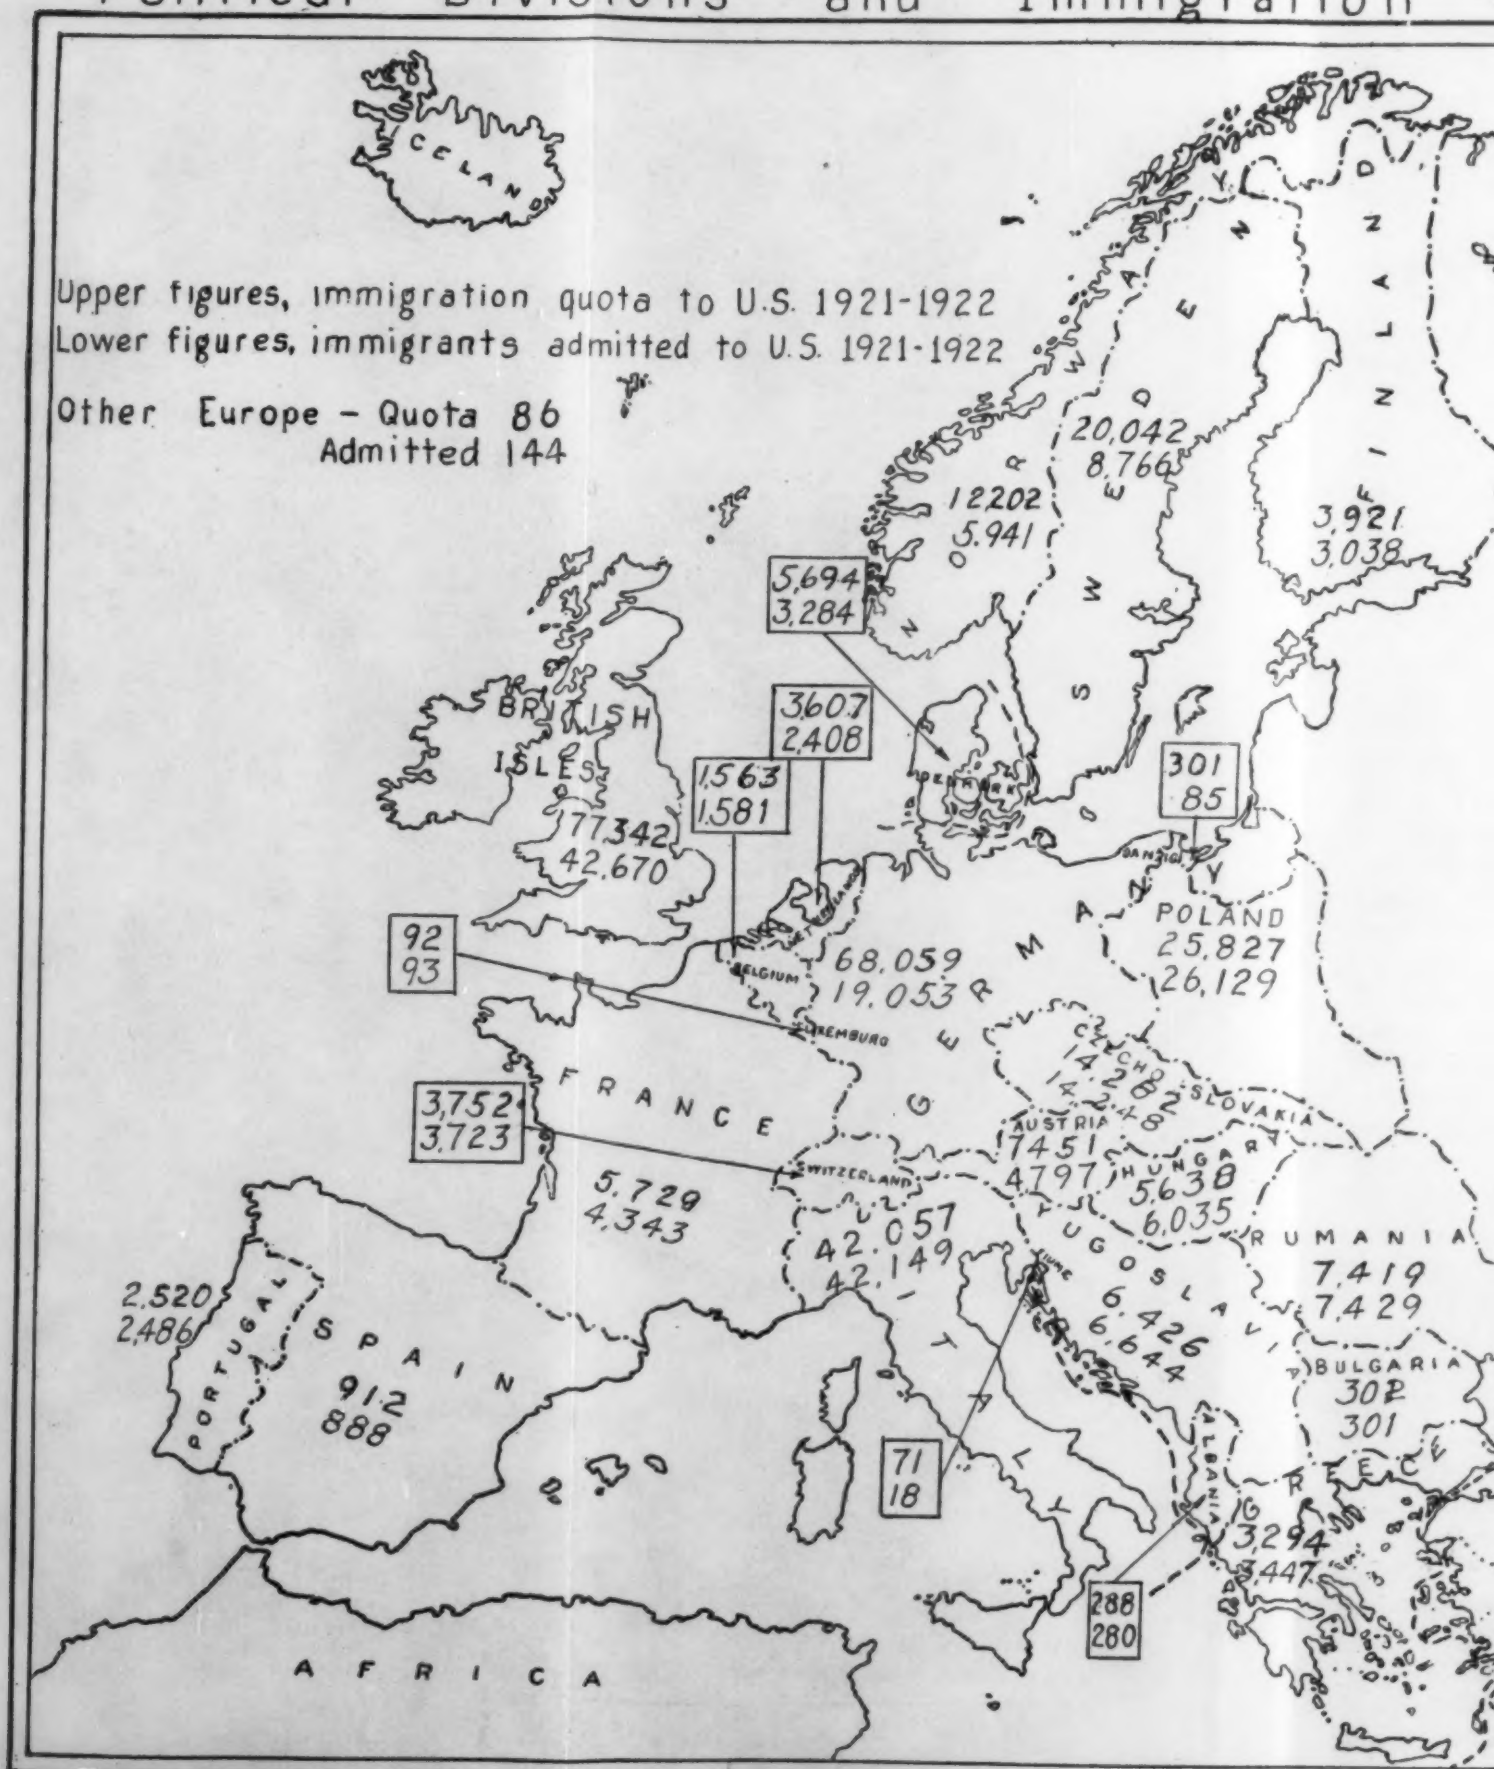 Political Divisions and Immigration
ICELAND
Upper figures, immigration quota to U.S. 1921-1922
Lower figures, immigrants admitted to U.S. 1921-1922
Other Europe - Quota 86
Admitted 144
NORWAY
12,202
5.941
SWEDEN
20,042
8,766
FINLAND
3,921
3,038
5,694
3,284
DENMARK
3,607
2,408
NETHERLANDS
1,563
1,581
BELGIUM
301
85
DANZIG
BRITISH
ISLES
77,342
42,670
92
93
LUXEMBURG
GERMANY
68,059
19,053
POLAND
25,827
26,129
CZECHO-SLOVAKIA
14,282
14,248
AUSTRIA
7451
4797
HUNGARY
5,638
6,035
FRANCE
5.729
4,343
3,752
3,723
SWITZERLAND
ITALY
42.057
42,149
FIUME
71
18
YUGOSLAVIA
6.426
6,644
RUMANIA
7,419
7,429
BULGARIA
302
301
PORTUGAL
2,520
2,486
SPAIN
912
888
ALBANIA
288
280
GREECE
3,294
3,447
AFRICA